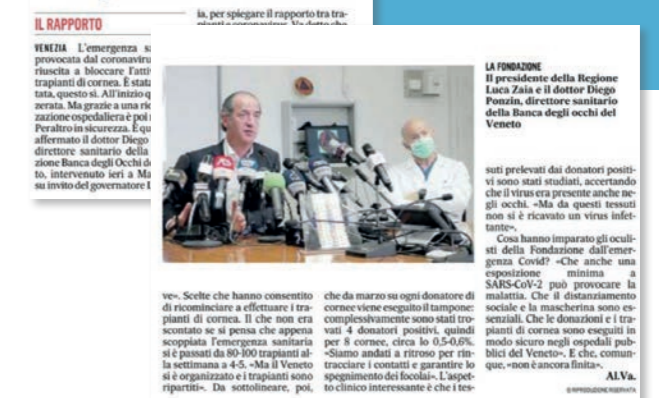 ia, per spiegare il rapporto tra tra-
IL RAPPORTO
VENEZIA L'emergenza
provocata dal coronaviru
riuscita a bloccare l'atti
trapianti di cornea. È stata
tata, questo sì. All'inizio q
zerata. Ma grazie a una ric
zazione ospedaliera è poi
Peraltro in sicurezza. È qu
affermato il dottor Diego
direttore sanitario della
zione Banca degli Occhi de
to, intervenuto ieri a Ma
su invito del governatore
LA FONDAZIONE
Il presidente della Regione
Luca Zaia e il dottor Diego
Ponzin, direttore sanitario
della Banca degli occhi del
Veneto
ve». Scelte che hanno consentito
di ricominciare a effettuare i tra-
pianti di cornea. Il che non era
scontato se si pensa che appena
scoppiata l'emergenza sanitaria
si è passati da 80-100 trapianti al-
la settimana a 4-5. «Ma il Veneto
si è organizzato e i trapianti sono
ripartiti». Da sottolineare, poi,
che da marzo su ogni donatore di
cornee viene eseguito il tampone:
complessivamente sono stati tro-
vati 4 donatori positivi, quindi
per 8 cornee, circa lo 0,5-0,6%.
«Siamo andati a ritroso per rin-
tracciare i contatti e garantire lo
spegnimento dei focolai». L'aspet-
to clinico interessante è che i tes-
suti prelevati dai donatori positi-
vi sono stati studiati, accertando
che il virus era presente anche ne-
gli occhi. «Ma da questi tessuti
non si è ricavato un virus infet-
tante».
Cosa hanno imparato gli oculi-
sti della Fondazione dall'emer-
genza Covid? «Che anche una
esposizione minima a
SARS-CoV-2 può provocare la
malattia. Che il distanziamento
sociale e la mascherina sono es-
senziali. Che le donazioni e i tra-
pianti di cornea sono eseguiti in
modo sicuro negli ospedali pub-
blici del Veneto». E che, comun-
que, «non è ancora finita».
Al.Va.
© RIPRODUZIONE RISERVATA